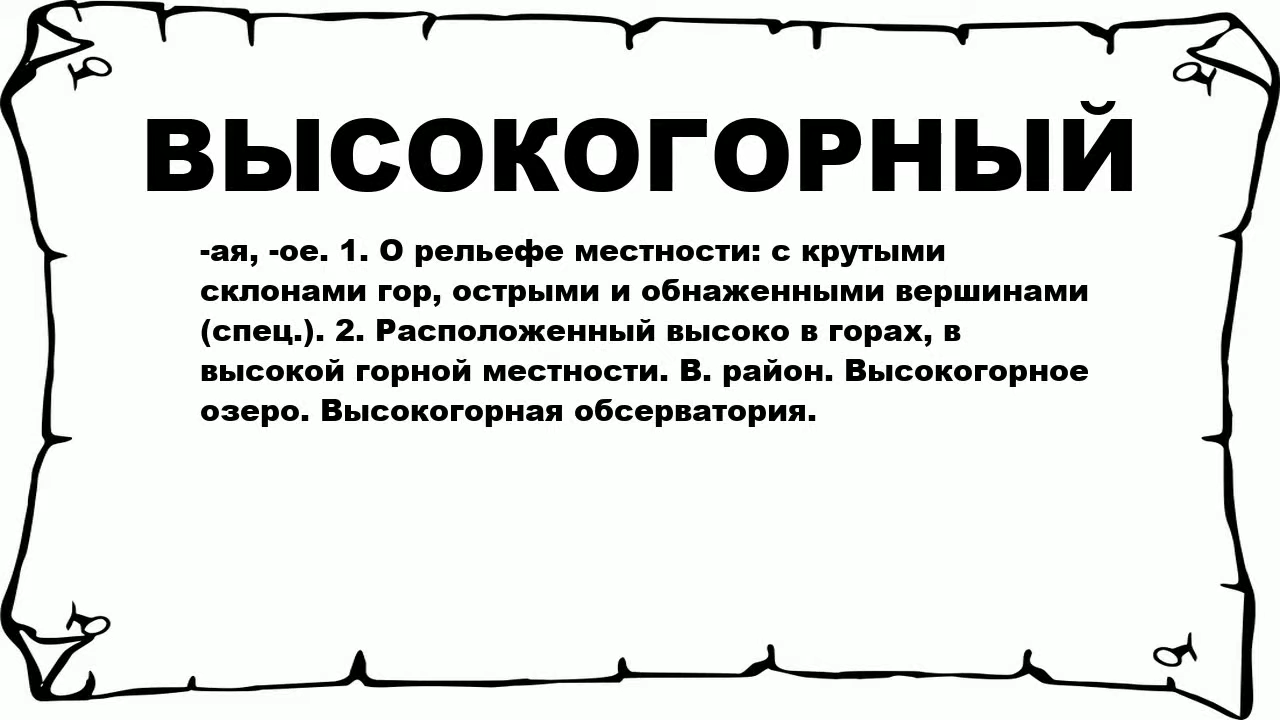 ВЫСОКОГОРНЫЙ
-ая, -ое. 1. О рельефе местности: с крутыми
склонами гор, острыми и обнаженными вершинами
(спец.). 2. Расположенный высоко в горах, в
высокой горной местности. В. район. Высокогорное
озеро. Высокогорная обсерватория.